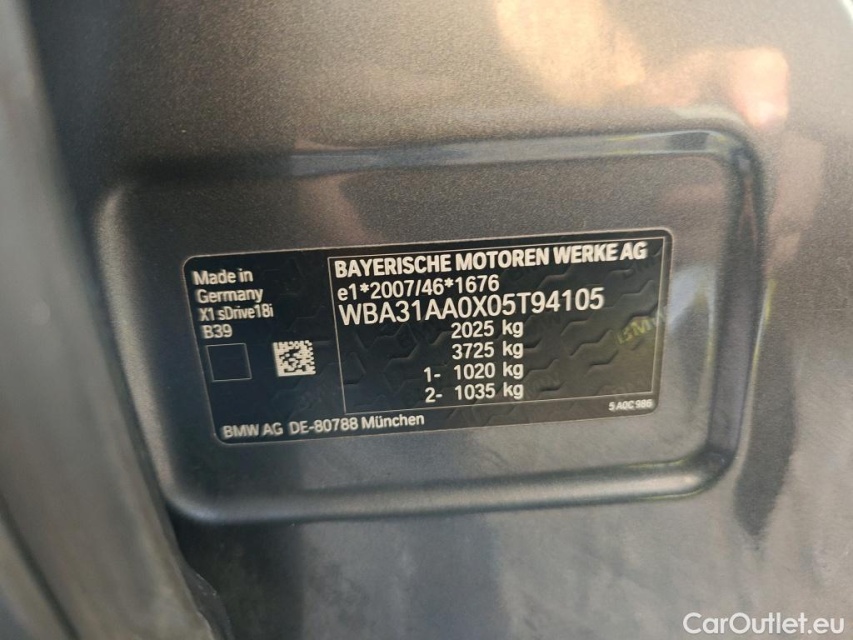 Made in
Germany
X1 sDrive18i
B39
BAYERISCHE MOTOREN WERKE AG
e1*2007/46*1676
WBA31AA0X05T94105
2025 kg
3725 kg
1- 1020 kg
2- 1035 kg
BMW AG DE-80788 München
5 A0C 986
CarOutlet.eu